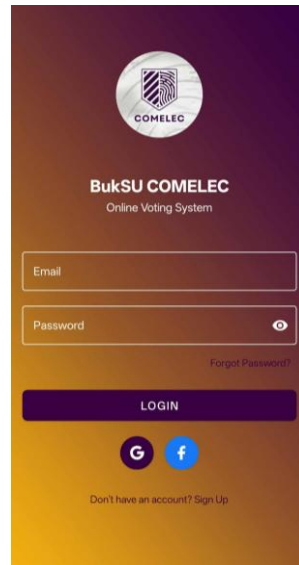 COMELEC
BukSU COMELEC
Online Voting System
Email
Password
Forgot Password?
LOGIN
G f
Don't have an account? Sign Up